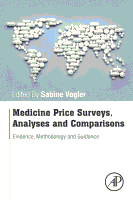 Edited By Sabine Vogler
Medicine Price Surveys,
Analyses and Comparisons
Evidence, Methodology and Guidance